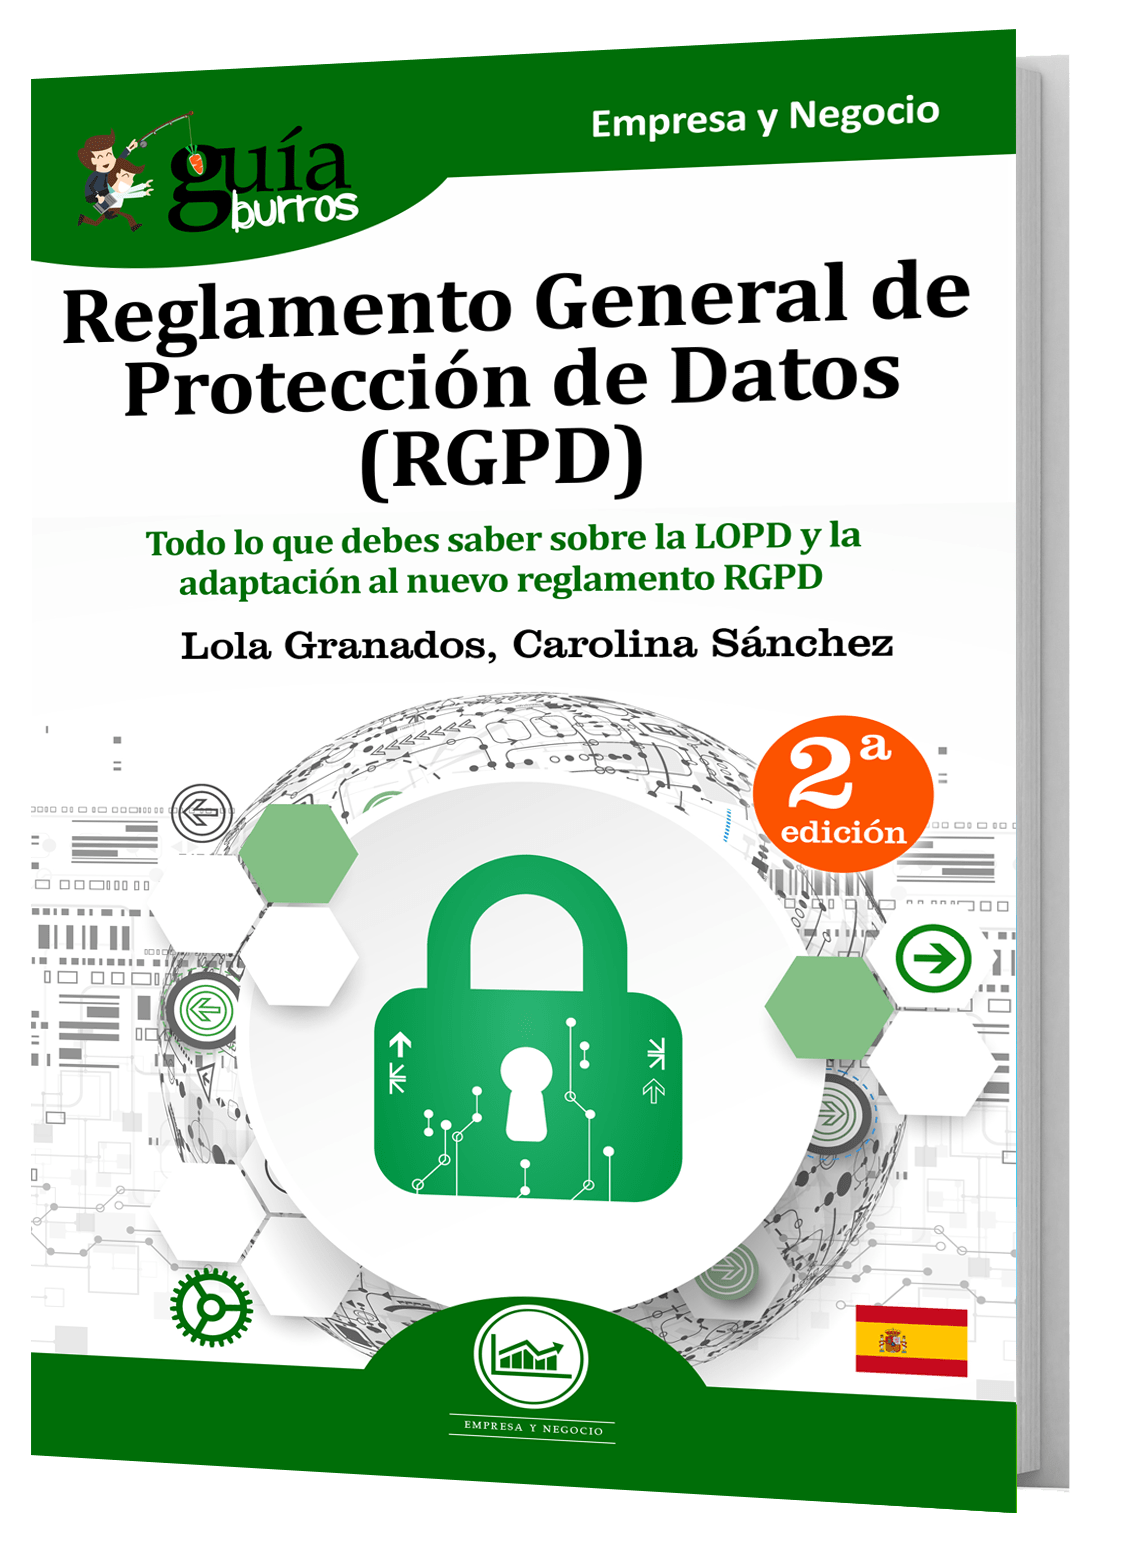 Empresa y Negocio
guía
burros
Reglamento General de
Protección de Datos
(RGPD)
Todo lo que debes saber sobre la LOPD y la
adaptación al nuevo reglamento RGPD
Lola Granados, Carolina Sánchez
2ª
edición
EMPRESA Y NEGOCIO